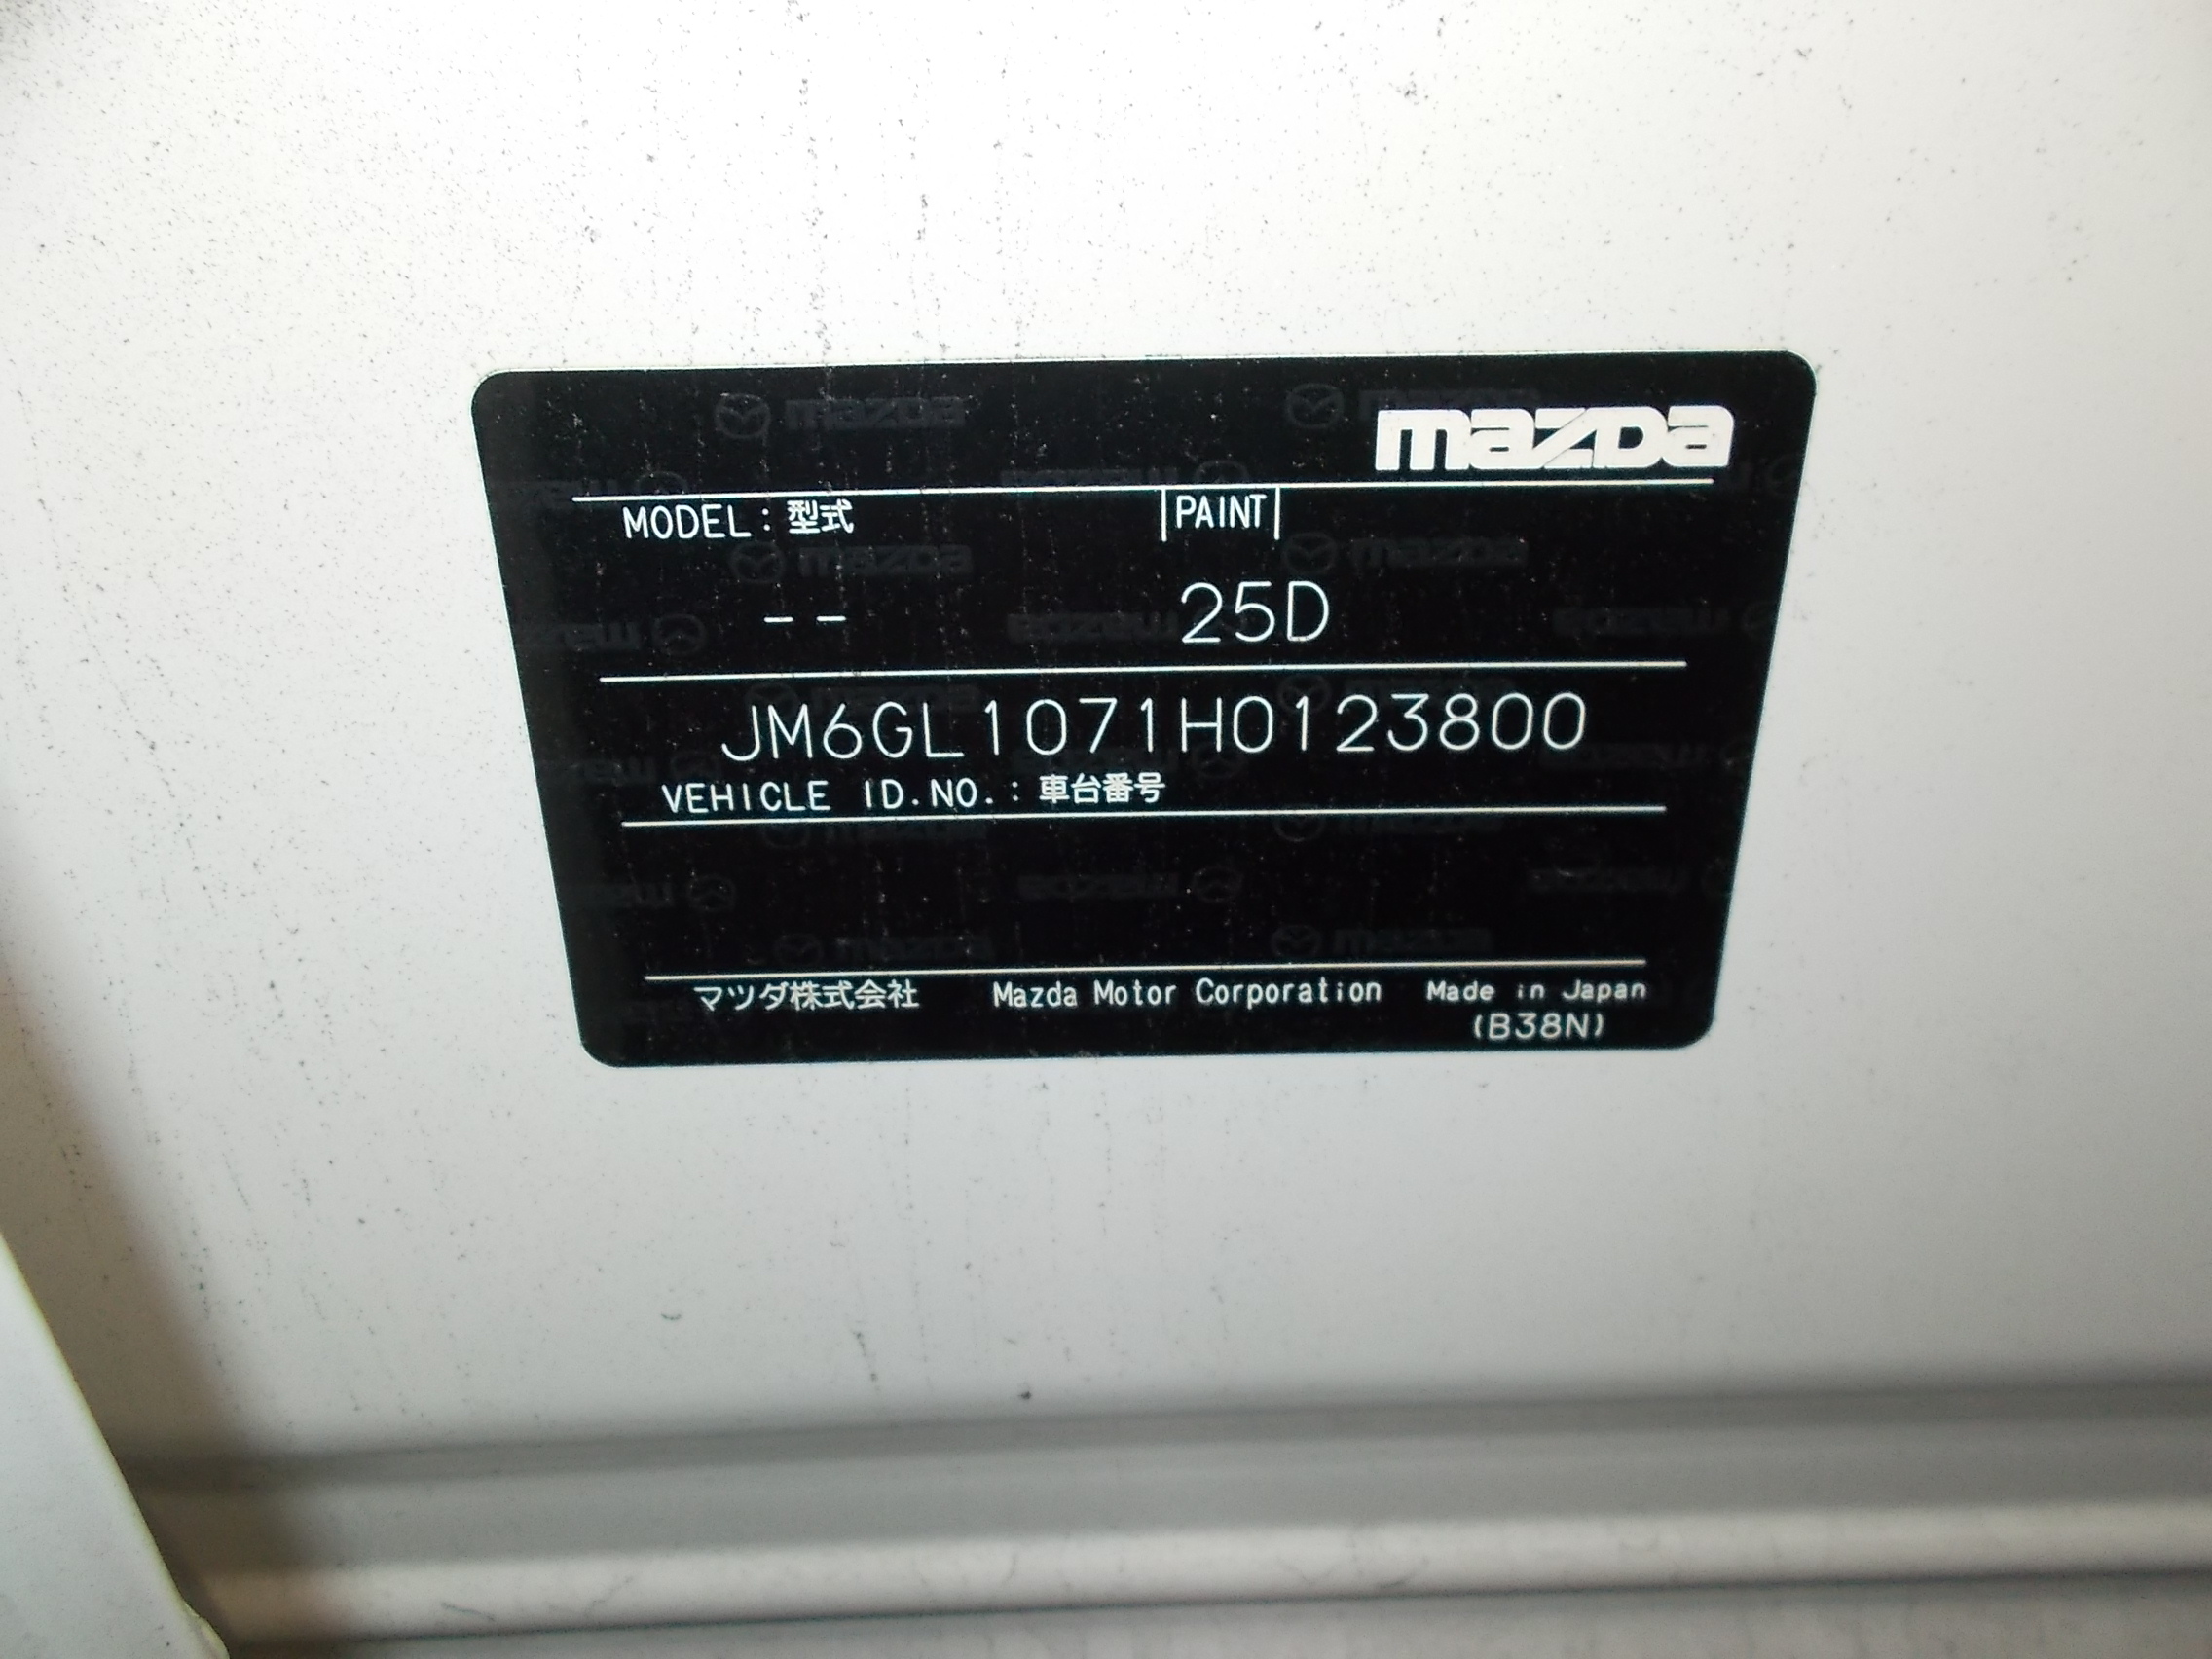 mazda
MODEL: 型式 PAINT
-- 25D
JM6GL1071H0123800
VEHICLE ID.NO.: 車台番号
マツダ株式会社 Mazda Motor Corporation Made in Japan
(B38N)